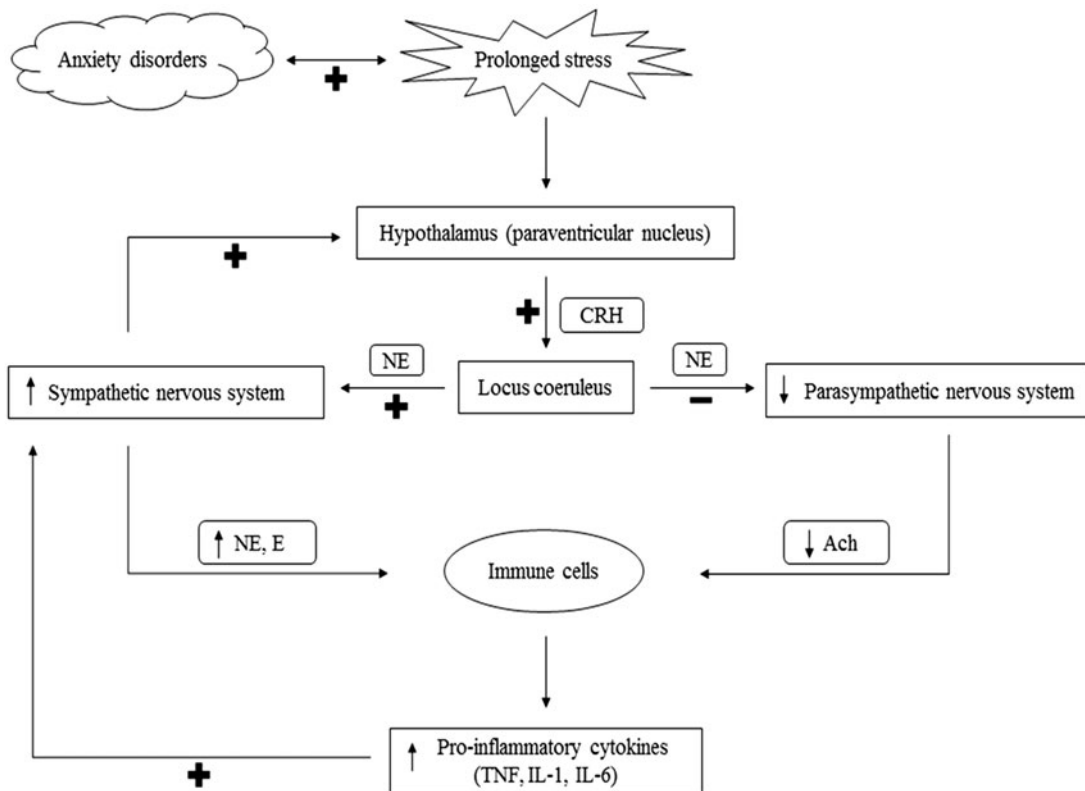 Anxiety disorders
Prolonged stress
Hypothalamus (paraventricular nucleus)
CRH
NE
NE
↑ Sympathetic nervous system
Locus coeruleus
↓ Parasympathetic nervous system
↑ NE, E
↓ Ach
Immune cells
↑ Pro-inflammatory cytokines
(TNF, IL-1, IL-6)